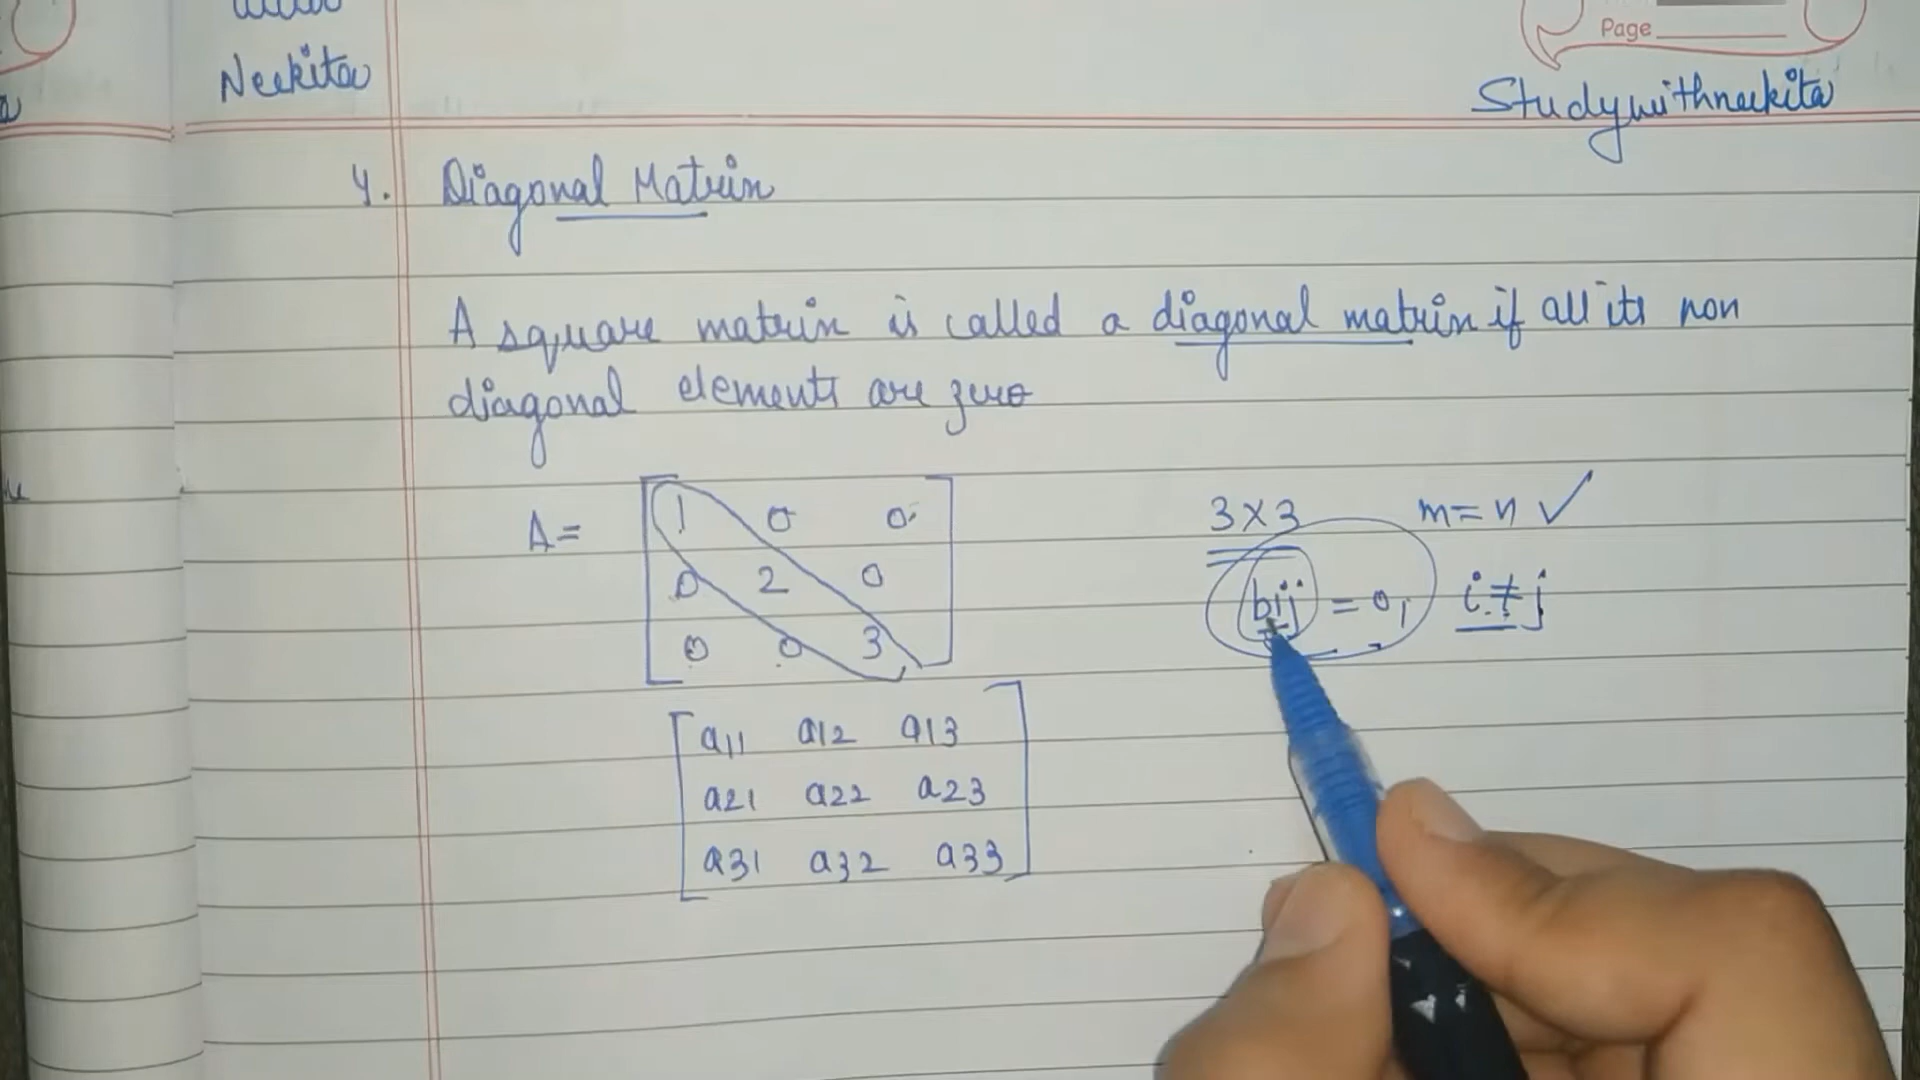 Neekita
Page
Studywithneekita
4. Diagonal Matrix
A square matrix is called a diagonal matrix if all its non
diagonal elements are zero
A = 1 0 0
0 2 0
0 0 3
3×3 m=n ✓
bij = 0, i ≠ j
a11 a12 a13
a21 a22 a23
a31 a32 a33